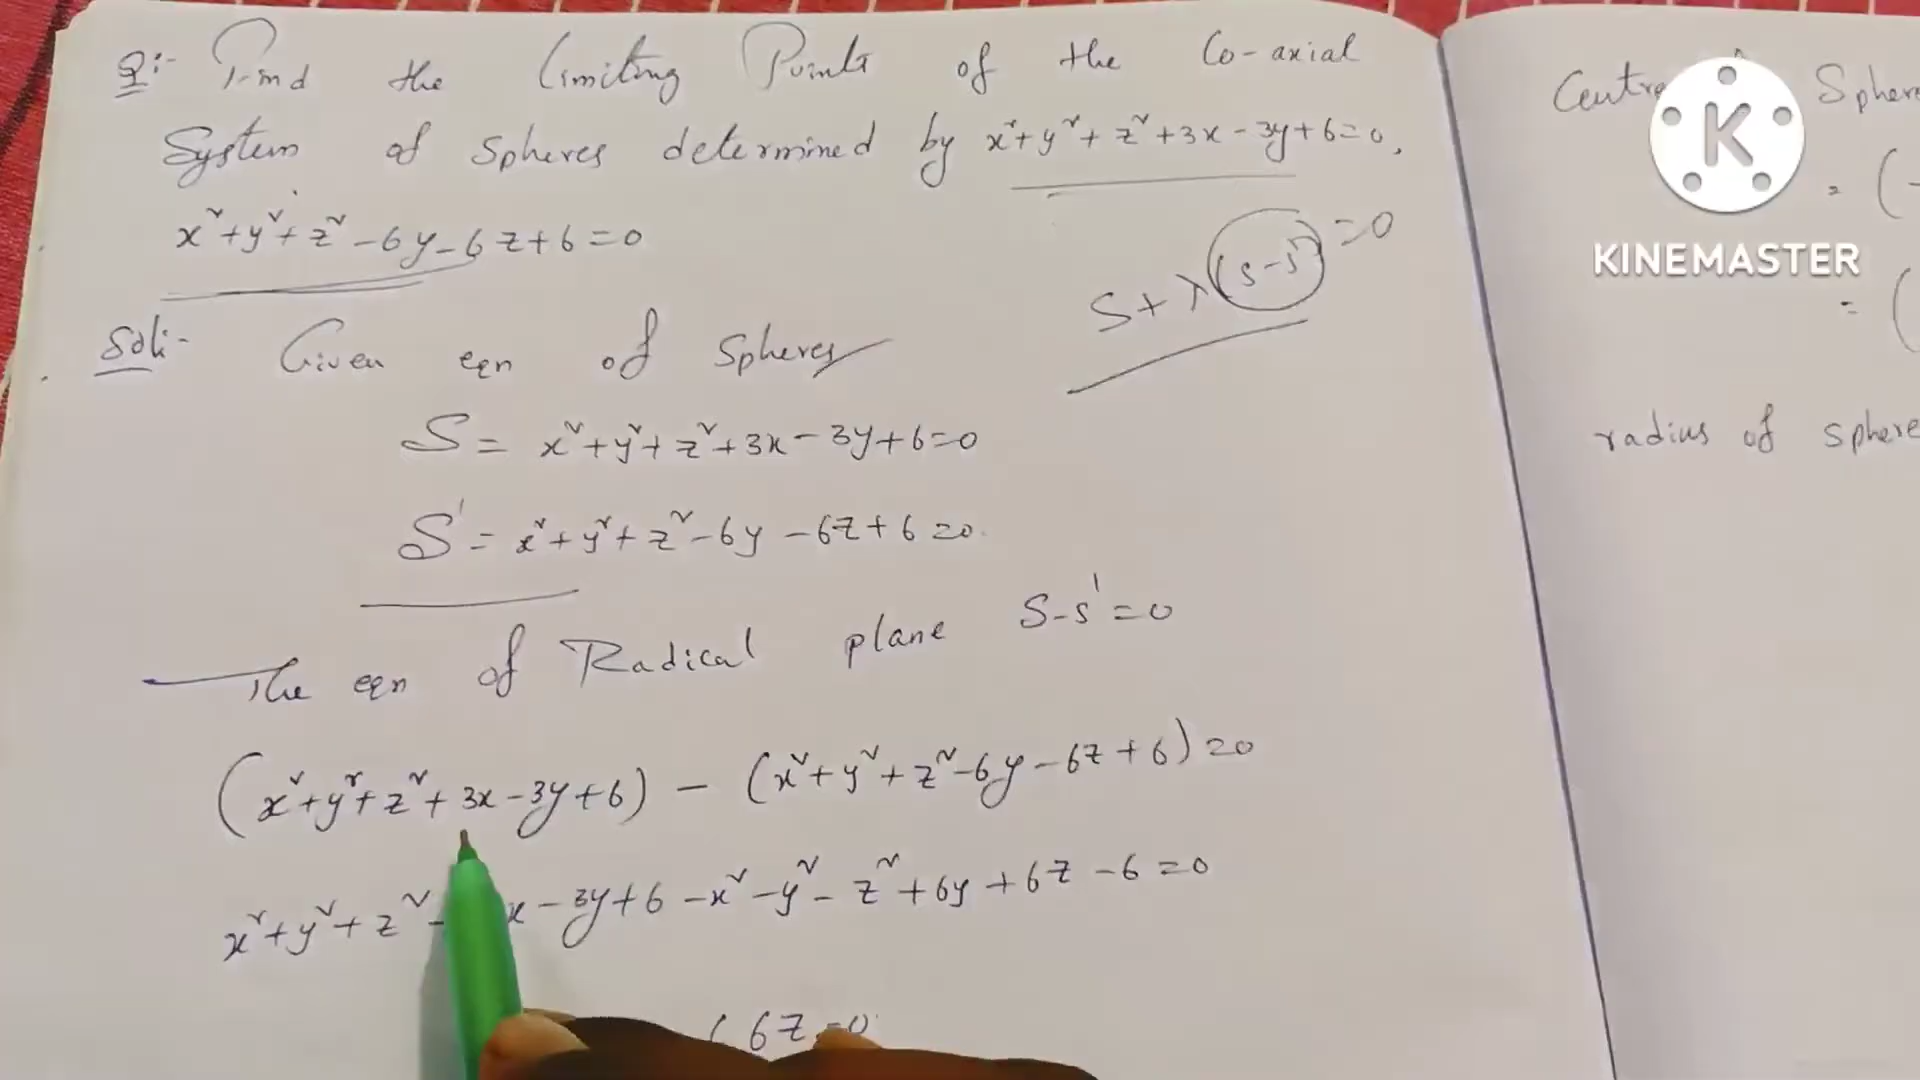 Q:- Find the limiting Points of the Co-axial
System of spheres determined by x²+y²+z²+3x-3y+6=0,
x²+y²+z²-6y-6z+6=0
S+λ(s-s')=0
Sol:- Given eqn of spheres
S = x²+y²+z²+3x-3y+6=0
S' = x²+y²+z²-6y-6z+6=0.
The eqn of Radical plane S-s'=0
(x²+y²+z²+3x-3y+6) - (x²+y²+z²-6y-6z+6)=0
x²+y²+z² x-3y+6-x²-y²-z²+6y+6z-6=0
6z=0
Centre Sphere
= (-
= (
radius of sphere
K
KINEMASTER